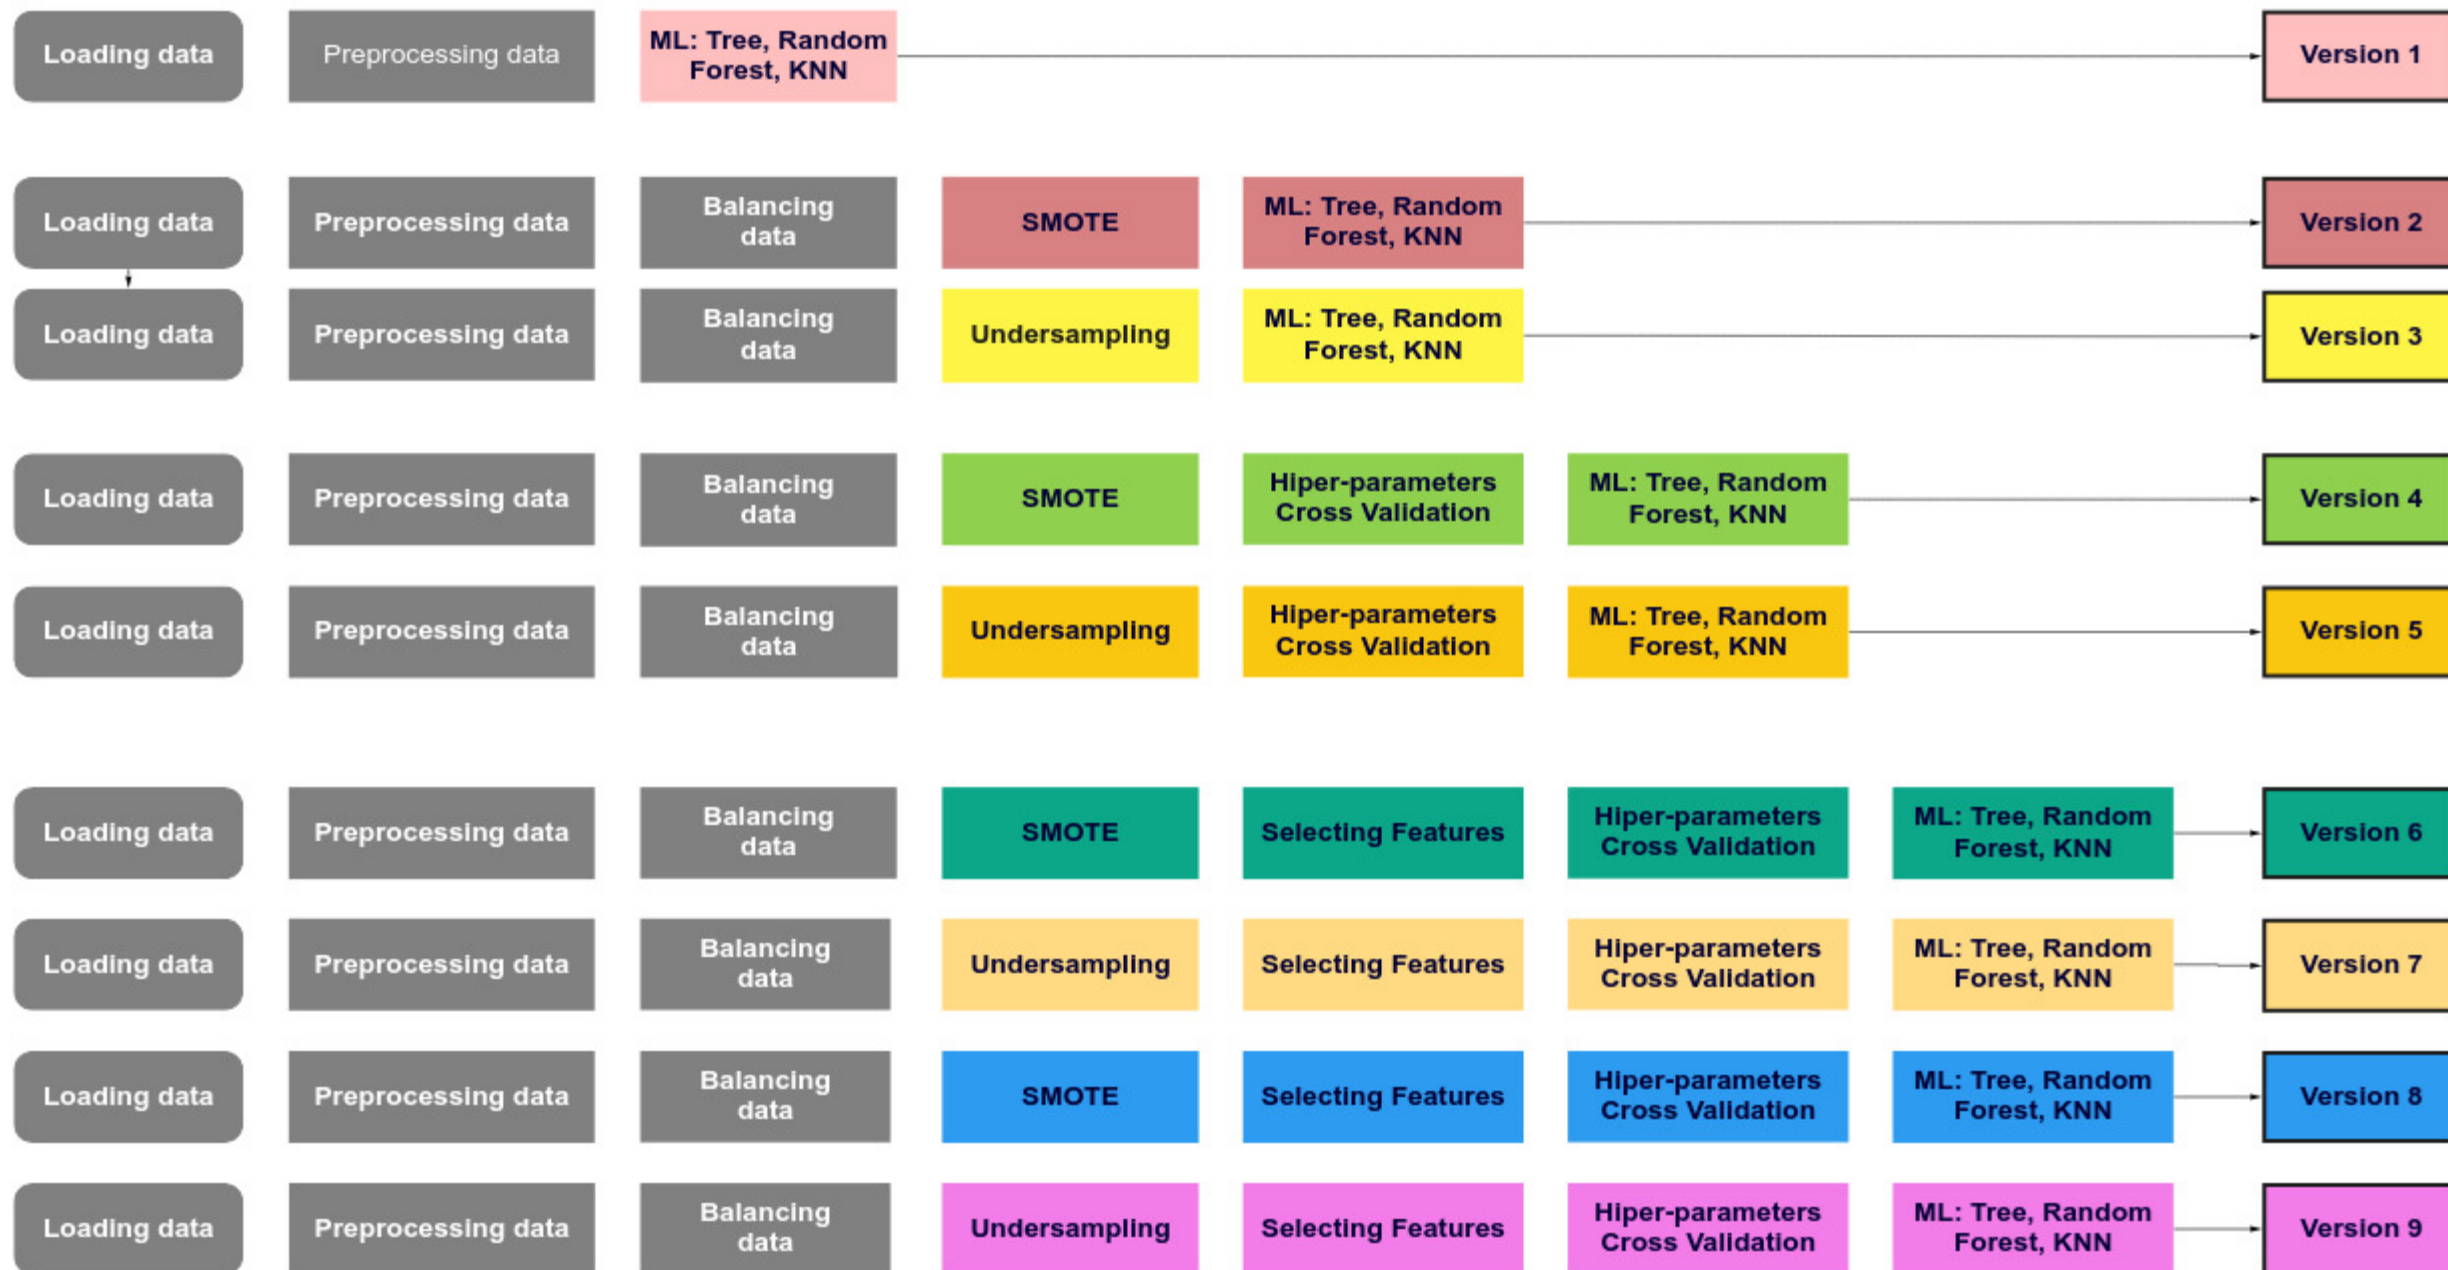 Loading data
Preprocessing data
ML: Tree, Random
Forest, KNN
Version 1
Loading data
Preprocessing data
Balancing
data
SMOTE
ML: Tree, Random
Forest, KNN
Version 2
Loading data
Preprocessing data
Balancing
data
Undersampling
ML: Tree, Random
Forest, KNN
Version 3
Loading data
Preprocessing data
Balancing
data
SMOTE
Hiper-parameters
Cross Validation
ML: Tree, Random
Forest, KNN
Version 4
Loading data
Preprocessing data
Balancing
data
Undersampling
Hiper-parameters
Cross Validation
ML: Tree, Random
Forest, KNN
Version 5
Loading data
Preprocessing data
Balancing
data
SMOTE
Selecting Features
Hiper-parameters
Cross Validation
ML: Tree, Random
Forest, KNN
Version 6
Loading data
Preprocessing data
Balancing
data
Undersampling
Selecting Features
Hiper-parameters
Cross Validation
ML: Tree, Random
Forest, KNN
Version 7
Loading data
Preprocessing data
Balancing
data
SMOTE
Selecting Features
Hiper-parameters
Cross Validation
ML: Tree, Random
Forest, KNN
Version 8
Loading data
Preprocessing data
Balancing
data
Undersampling
Selecting Features
Hiper-parameters
Cross Validation
ML: Tree, Random
Forest, KNN
Version 9